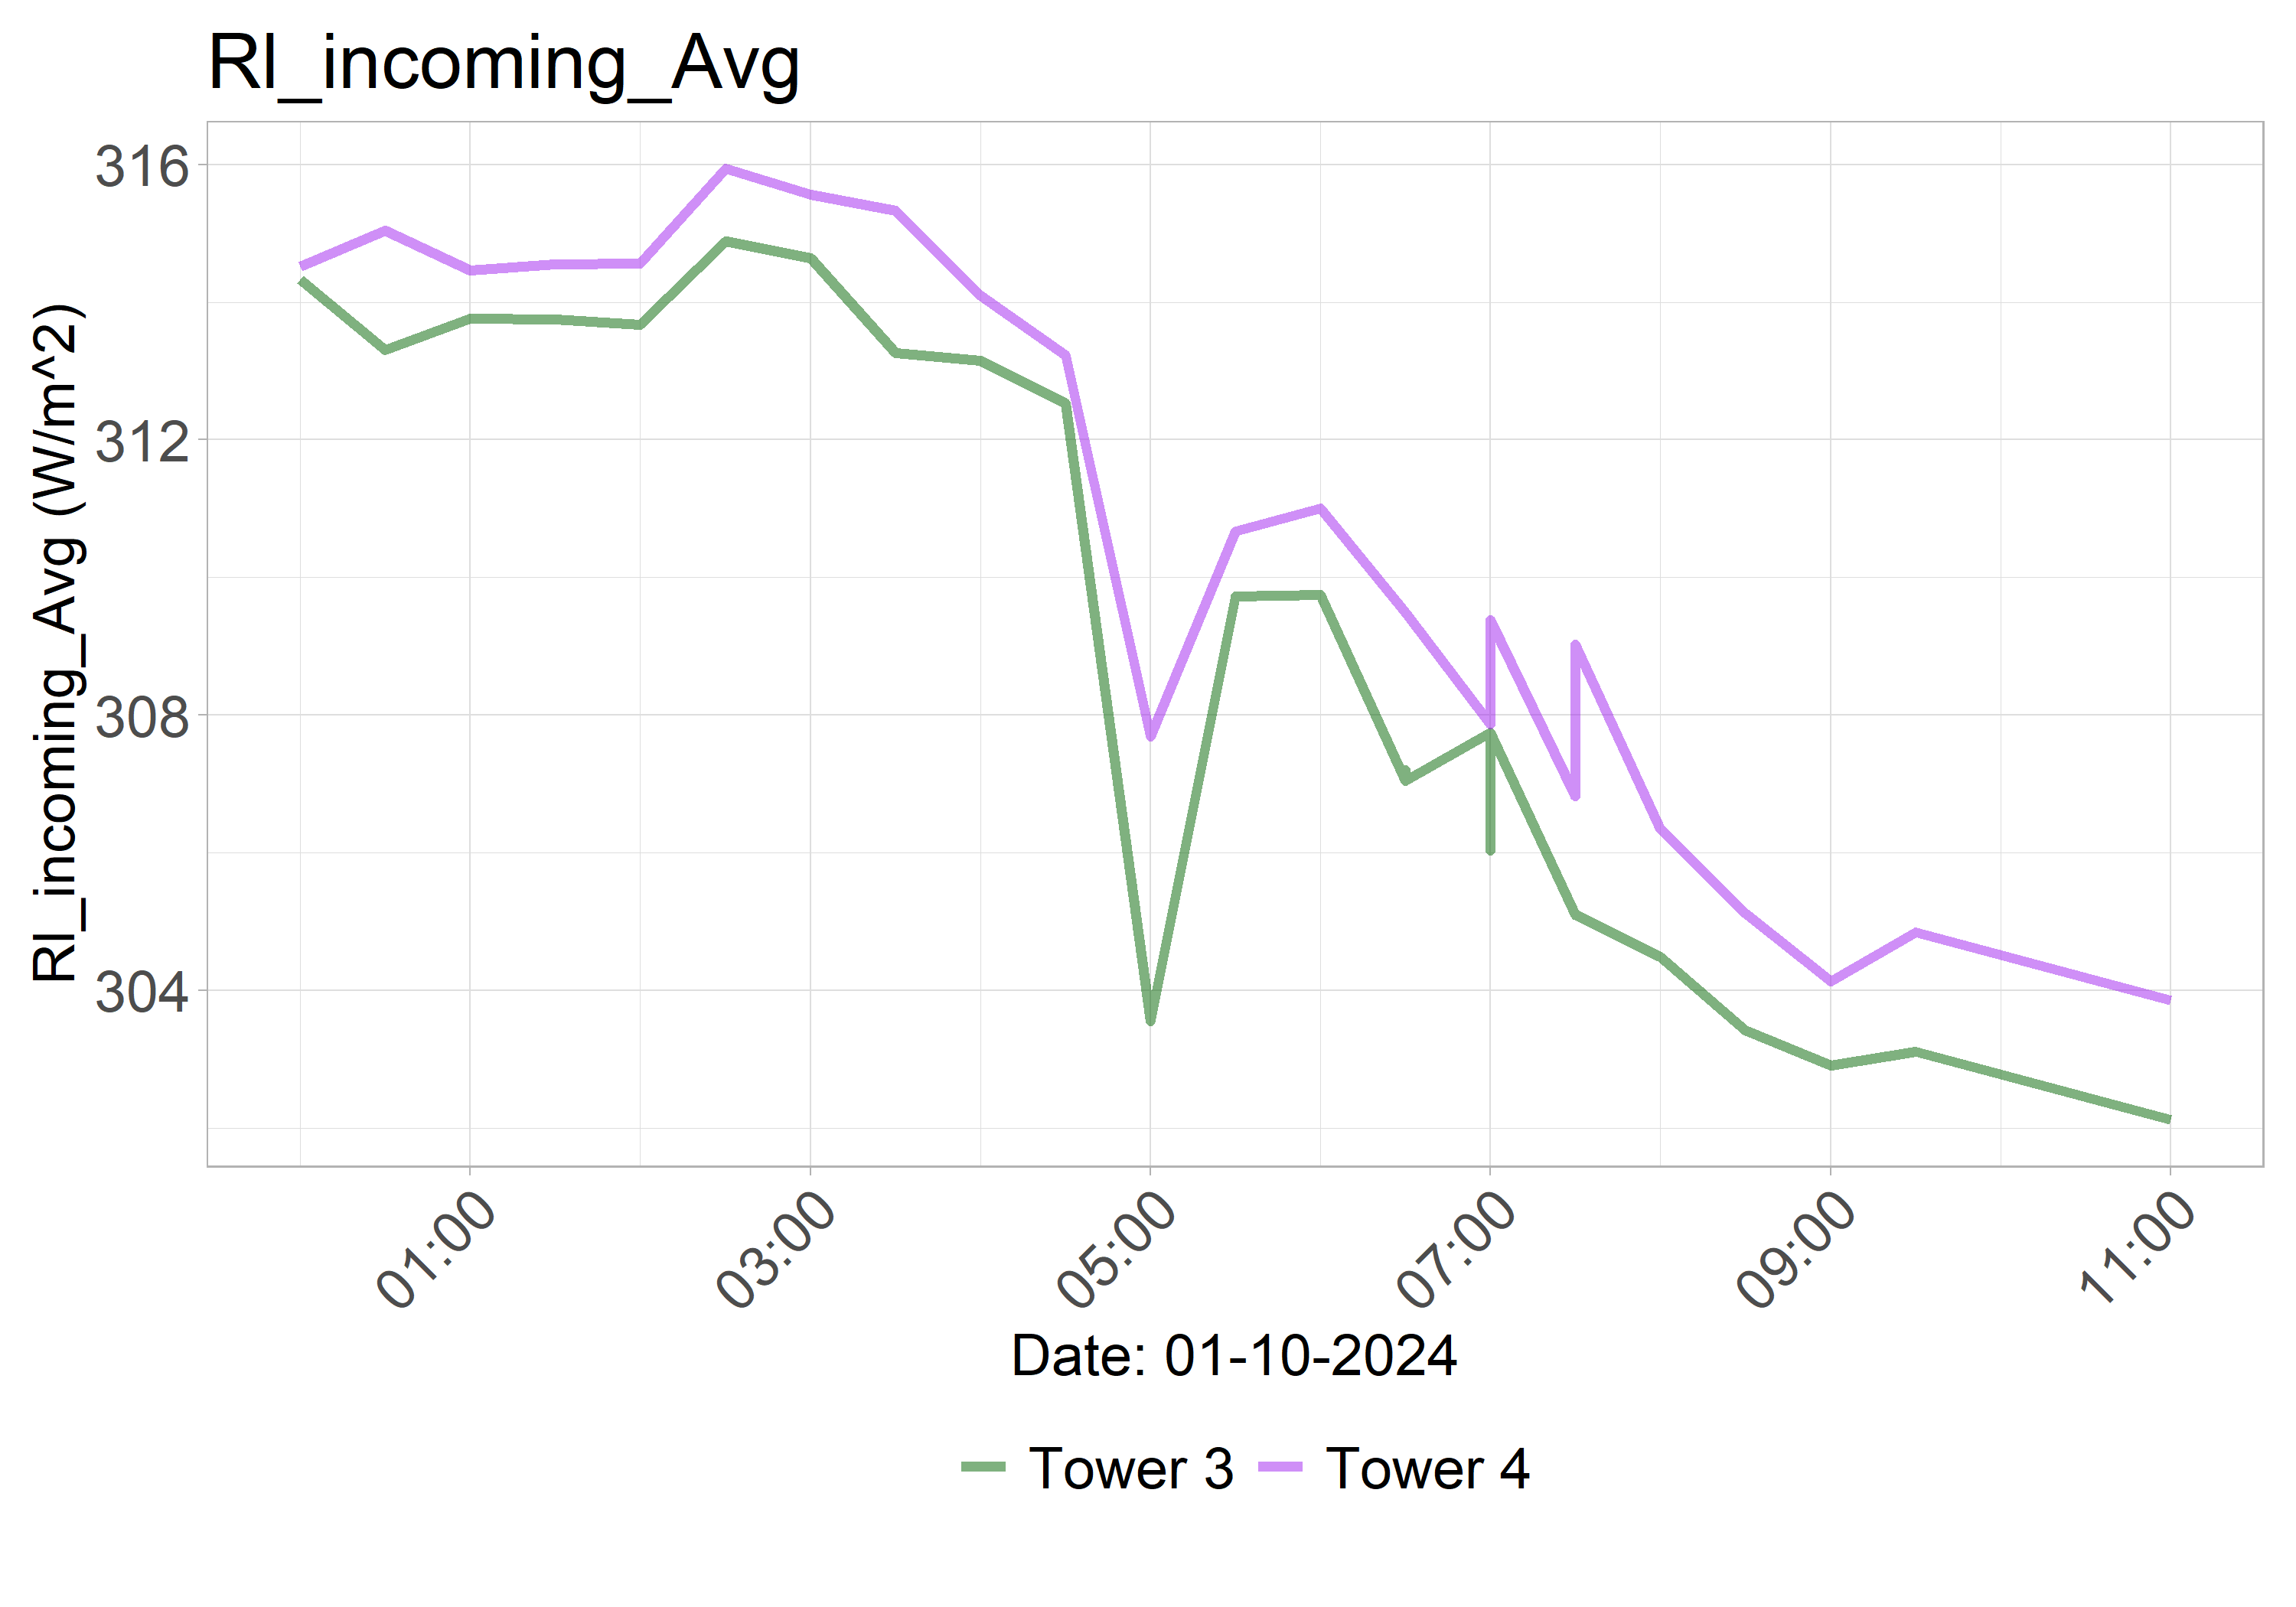 Rl_incoming_Avg
Rl_incoming_Avg (W/m^2)
316
312
308
304
01:00
03:00
05:00
07:00
09:00
11:00
Date: 01-10-2024
Tower 3
Tower 4